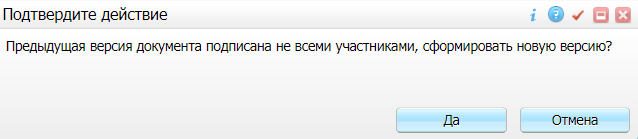 Подтвердите действие
Предыдущая версия документа подписана не всеми участниками, сформировать новую версию?
Да
Отмена